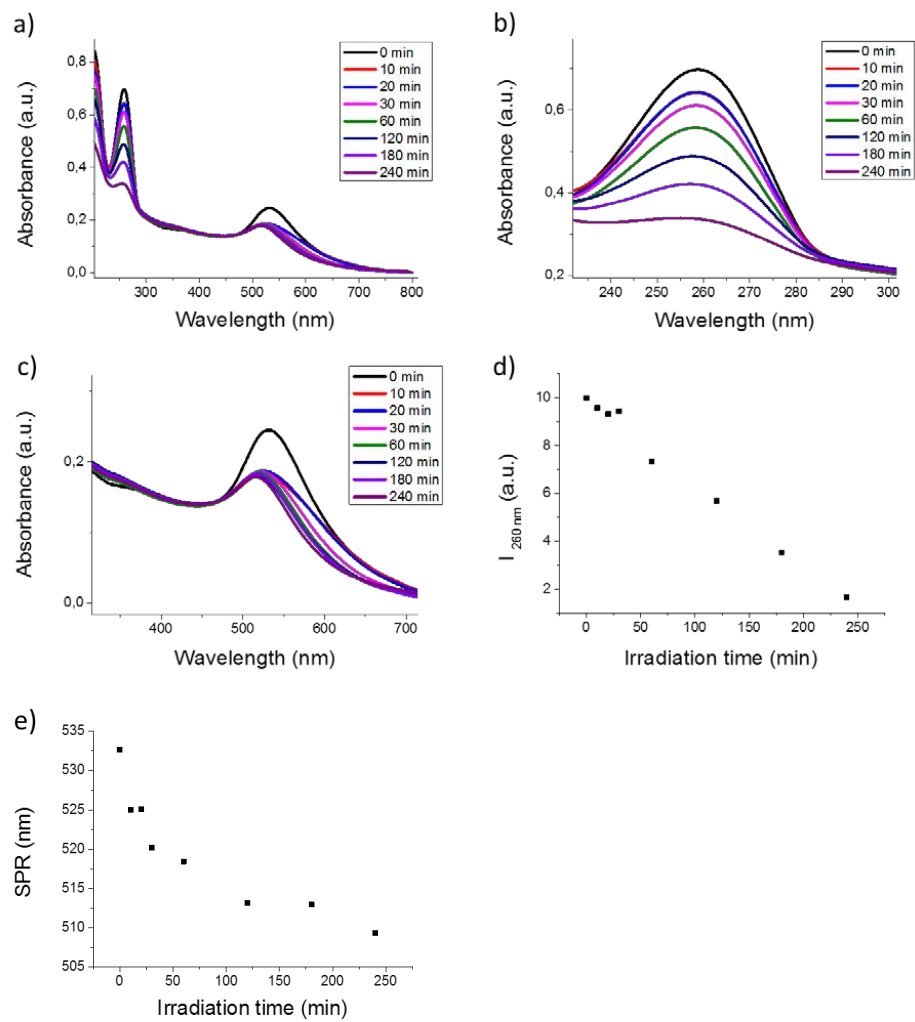 a)
Absorbance (a.u.)
0,8
0,6
0,4
0,2
0,0
300 400 500 600 700 800
Wavelength (nm)
0 min
10 min
20 min
30 min
60 min
120 min
180 min
240 min
b)
Absorbance (a.u.)
0,6
0,4
0,2
240 250 260 270 280 290 300
Wavelength (nm)
0 min
10 min
20 min
30 min
60 min
120 min
180 min
240 min
c)
Absorbance (a.u.)
0,2
0,0
400 500 600 700
Wavelength (nm)
0 min
10 min
20 min
30 min
60 min
120 min
180 min
240 min
d)
I 260 nm (a.u.)
10
8
6
4
2
0 50 100 150 200 250
Irradiation time (min)
e)
SPR (nm)
535
530
525
520
515
510
505
0 50 100 150 200 250
Irradiation time (min)